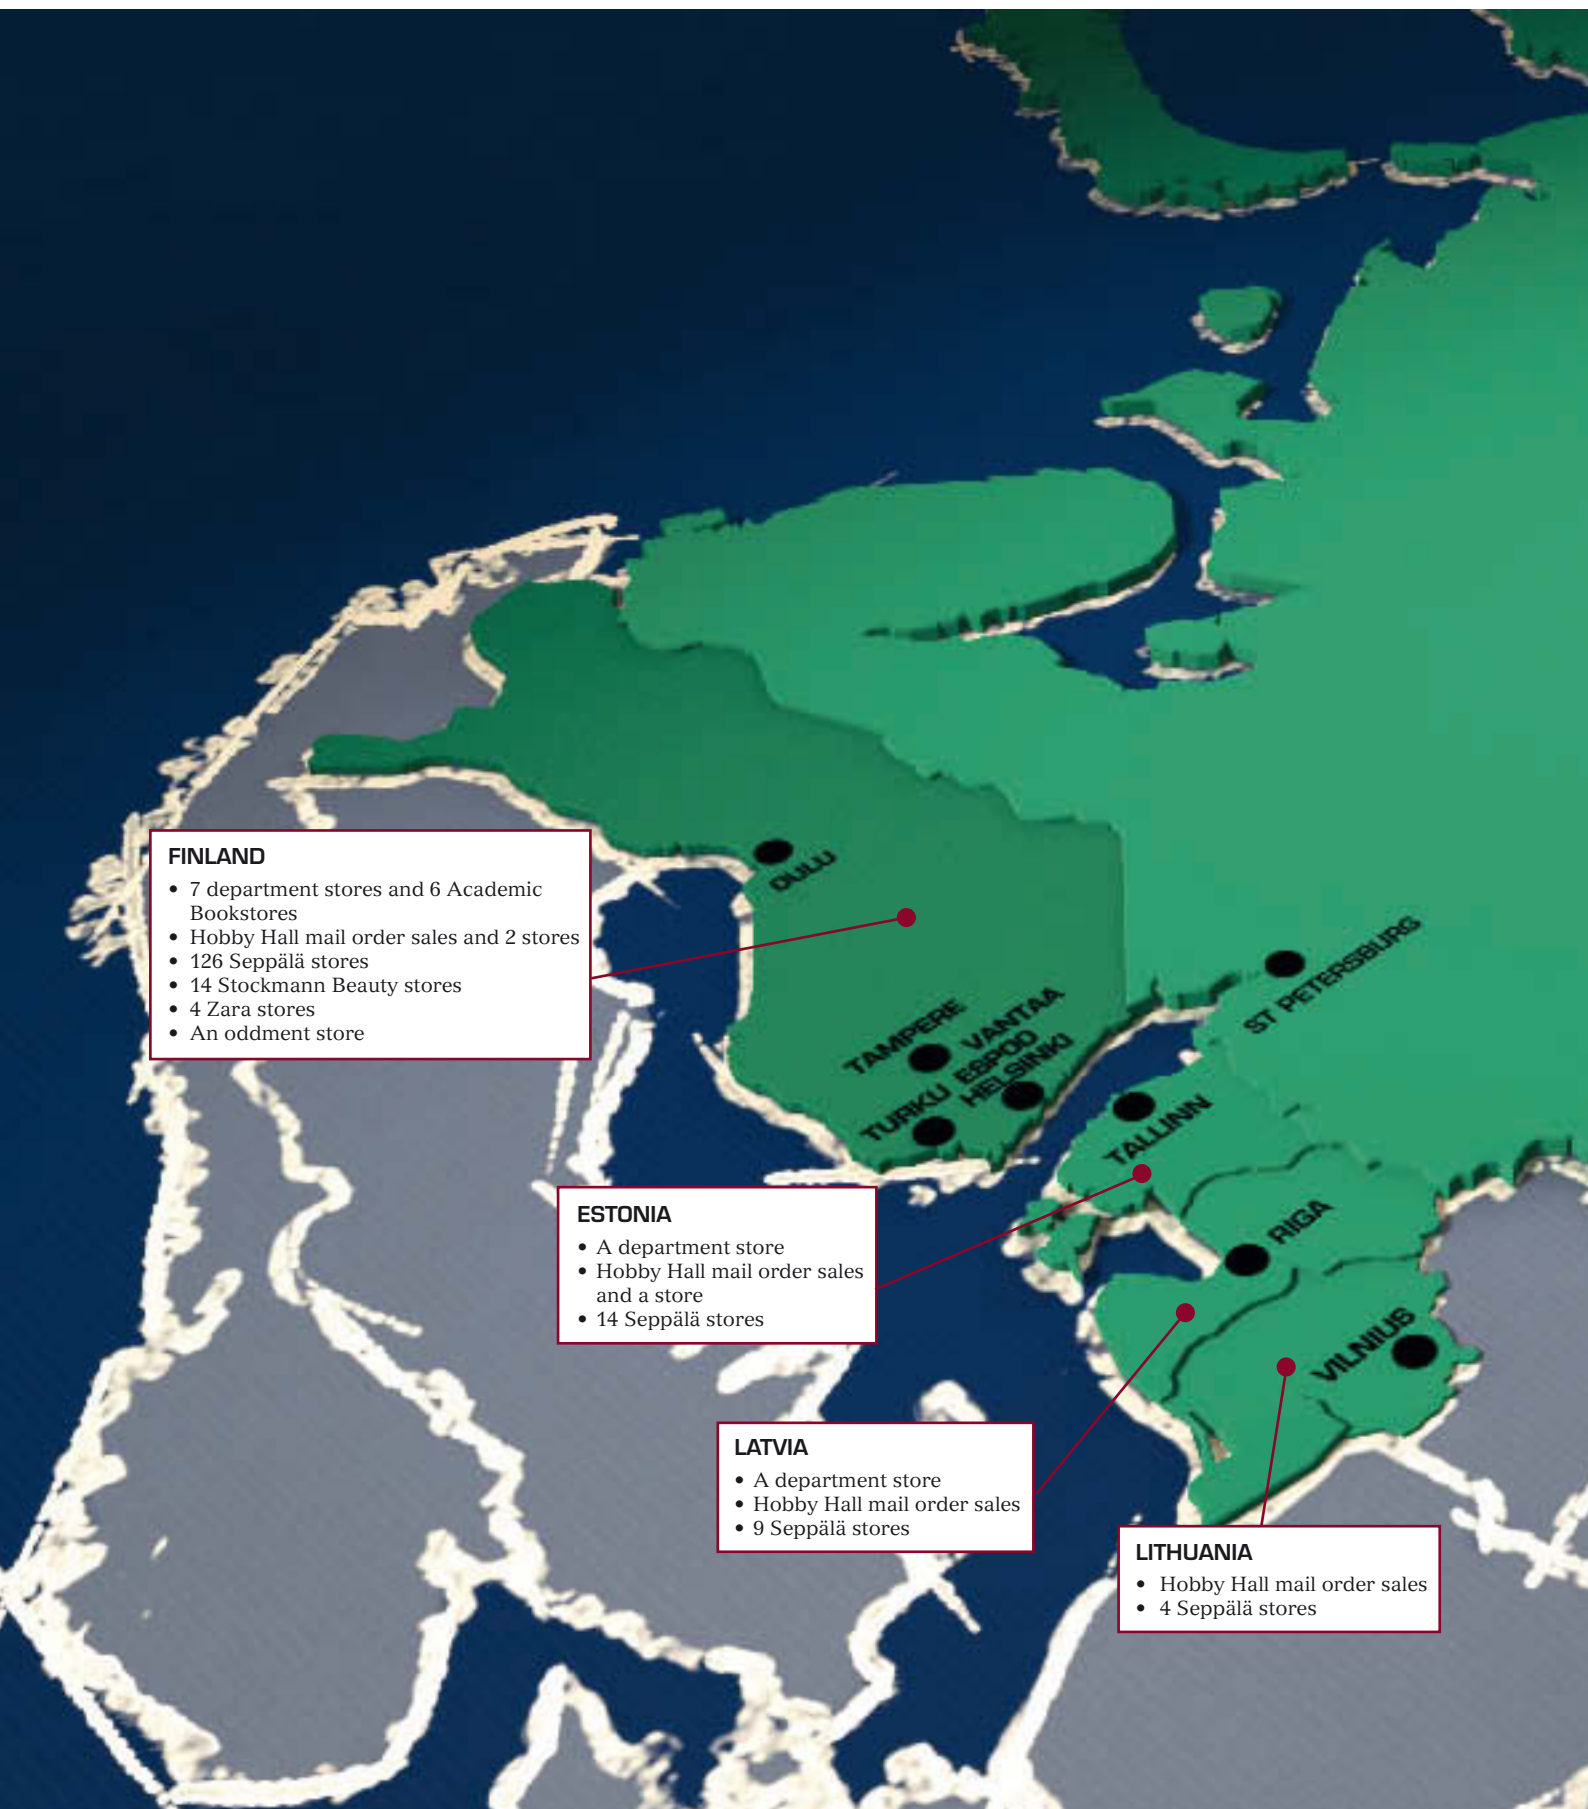 FINLAND
• 7 department stores and 6 Academic
Bookstores
• Hobby Hall mail order sales and 2 stores
• 126 Seppälä stores
• 14 Stockmann Beauty stores
• 4 Zara stores
• An oddment store
OULU
ST PETERSBURG
TAMPERE
VANTAA
ESPOO
HELSINKI
TURKU
TALLINN
ESTONIA
• A department store
• Hobby Hall mail order sales
and a store
• 14 Seppälä stores
RIGA
VILNIUS
LATVIA
• A department store
• Hobby Hall mail order sales
• 9 Seppälä stores
LITHUANIA
• Hobby Hall mail order sales
• 4 Seppälä stores